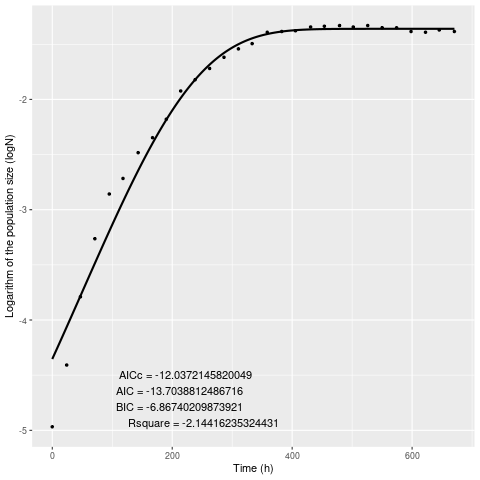 Logarithm of the population size (logN)
-2
-3
-4
-5
AICc = -12.0372145820049
AIC = -13.7038812486716
BIC = -6.86740209873921
Rsquare = -2.14416235324431
0
200
400
600
Time (h)